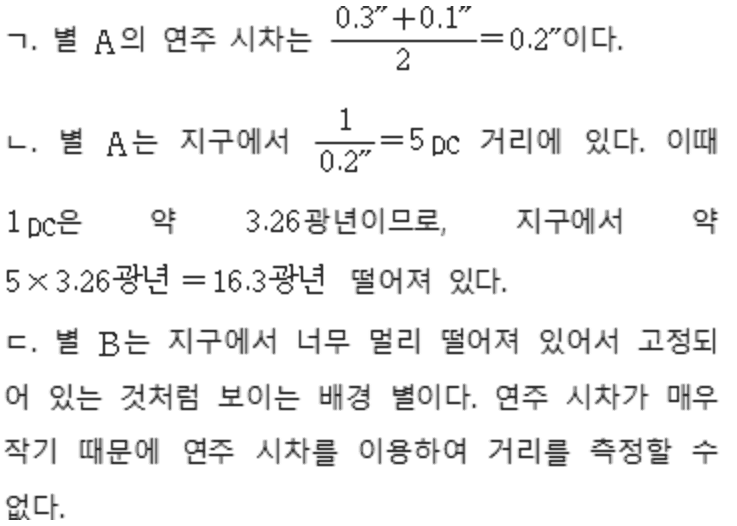 ㄱ. 별 A의 연주 시차는 \frac{0.3″+0.1″}{2}=0.2″이다.
ㄴ. 별 A는 지구에서 \frac{1}{0.2″}=5 pc 거리에 있다. 이때
1 pc은 약 3.26광년이므로, 지구에서 약
5×3.26광년 =16.3광년 떨어져 있다.
ㄷ. 별 B는 지구에서 너무 멀리 떨어져 있어서 고정되
어 있는 것처럼 보이는 배경 별이다. 연주 시차가 매우
작기 때문에 연주 시차를 이용하여 거리를 측정할 수
없다.